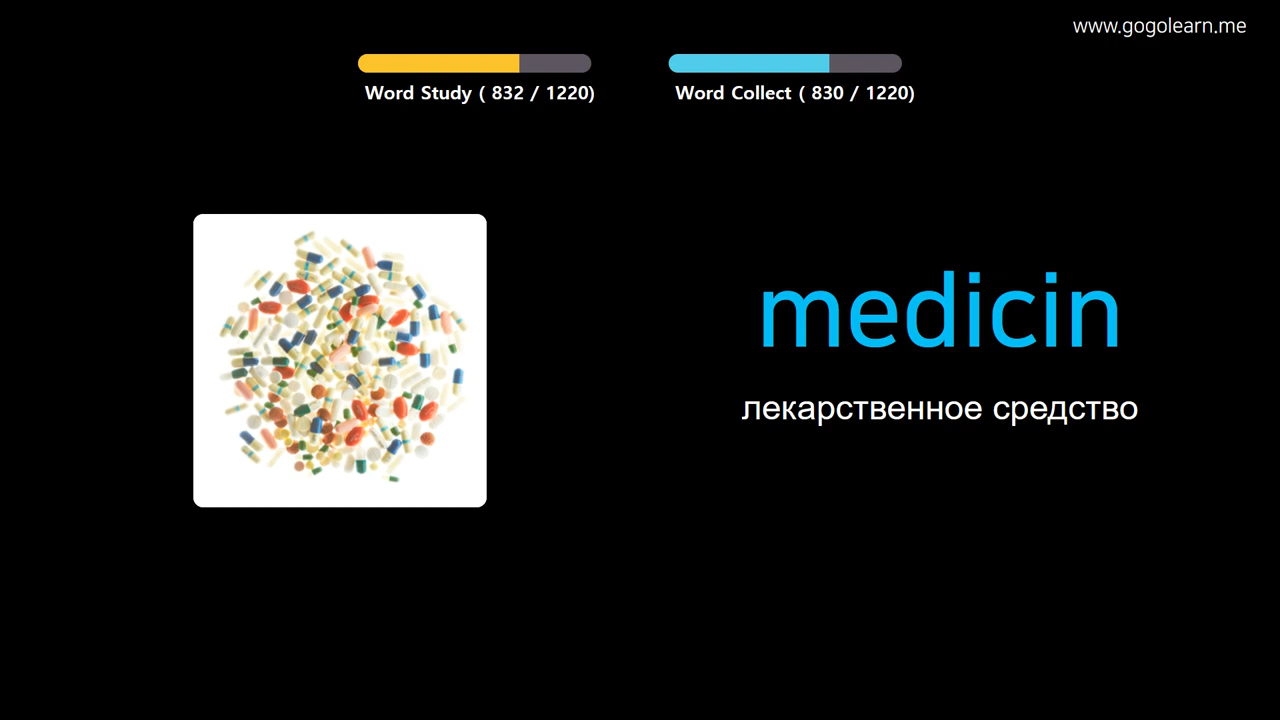 www.gogolearn.me
Word Study ( 832 / 1220)
Word Collect ( 830 / 1220)
medicin
лекарственное средство